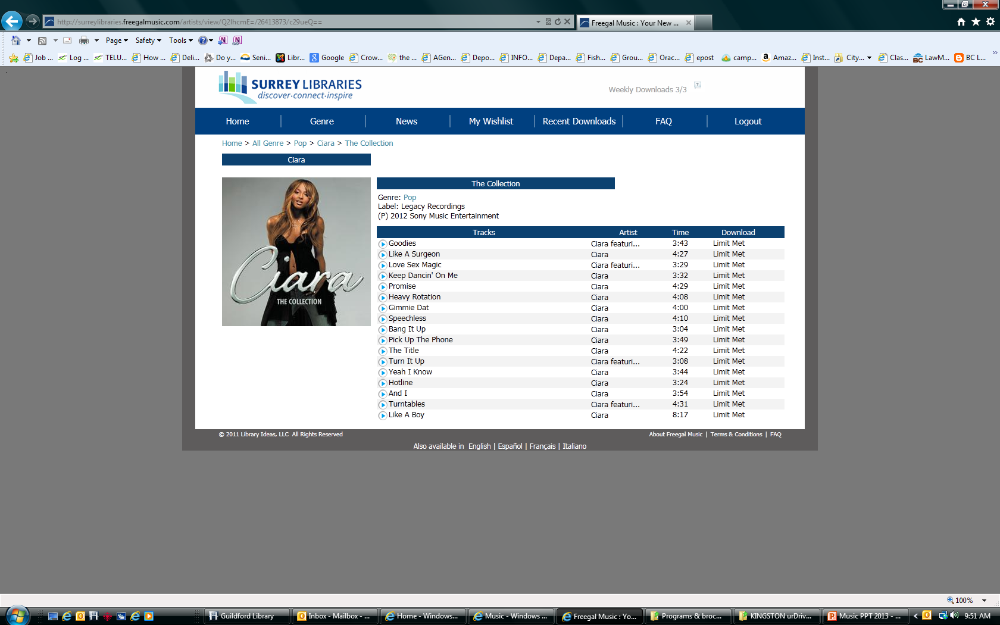 http://surreylibraries.freegalmusic.com/artists/view/Q2lhcmE=/26413873/c29ueQ==
Freegal Music : Your New ...
Page Safety Tools
Job ... Log ... TELU... How ... Deli... Do y... Seni... Libr... Google Crow... the ... AGen... Depo... INFO... Depa... Fish... Grou... Orac... epost camp... Amaz... Inst... City... Clas... LawM... BC L...
SURREY LIBRARIES
discover·connect·inspire
Weekly Downloads 3/3
Home Genre News My Wishlist Recent Downloads FAQ Logout
Home > All Genre > Pop > Ciara > The Collection
Ciara
Ciara
THE COLLECTION
The Collection
Genre: Pop
Label: Legacy Recordings
(P) 2012 Sony Music Entertainment
Tracks Artist Time Download
Goodies Ciara featuri... 3:43 Limit Met
Like A Surgeon Ciara 4:27 Limit Met
Love Sex Magic Ciara featuri... 3:29 Limit Met
Keep Dancin' On Me Ciara 3:32 Limit Met
Promise Ciara 4:29 Limit Met
Heavy Rotation Ciara 4:08 Limit Met
Gimmie Dat Ciara 4:00 Limit Met
Speechless Ciara 4:10 Limit Met
Bang It Up Ciara 3:04 Limit Met
Pick Up The Phone Ciara 3:49 Limit Met
The Title Ciara 4:22 Limit Met
Turn It Up Ciara featuri... 3:08 Limit Met
Yeah I Know Ciara 3:44 Limit Met
Hotline Ciara 3:24 Limit Met
And I Ciara 3:54 Limit Met
Turntables Ciara featuri... 4:31 Limit Met
Like A Boy Ciara 8:17 Limit Met
© 2011 Library Ideas, LLC All Rights Reserved
About Freegal Music | Terms & Conditions | FAQ
Also available in English | Español | Français | Italiano
100%
Guildford Library Inbox - Mailbox - ... Home - Windows... Music - Windows ... Freegal Music : Yo... Programs & broc... KINGSTON urDriv... Music PPT 2013 - ... 9:51 AM